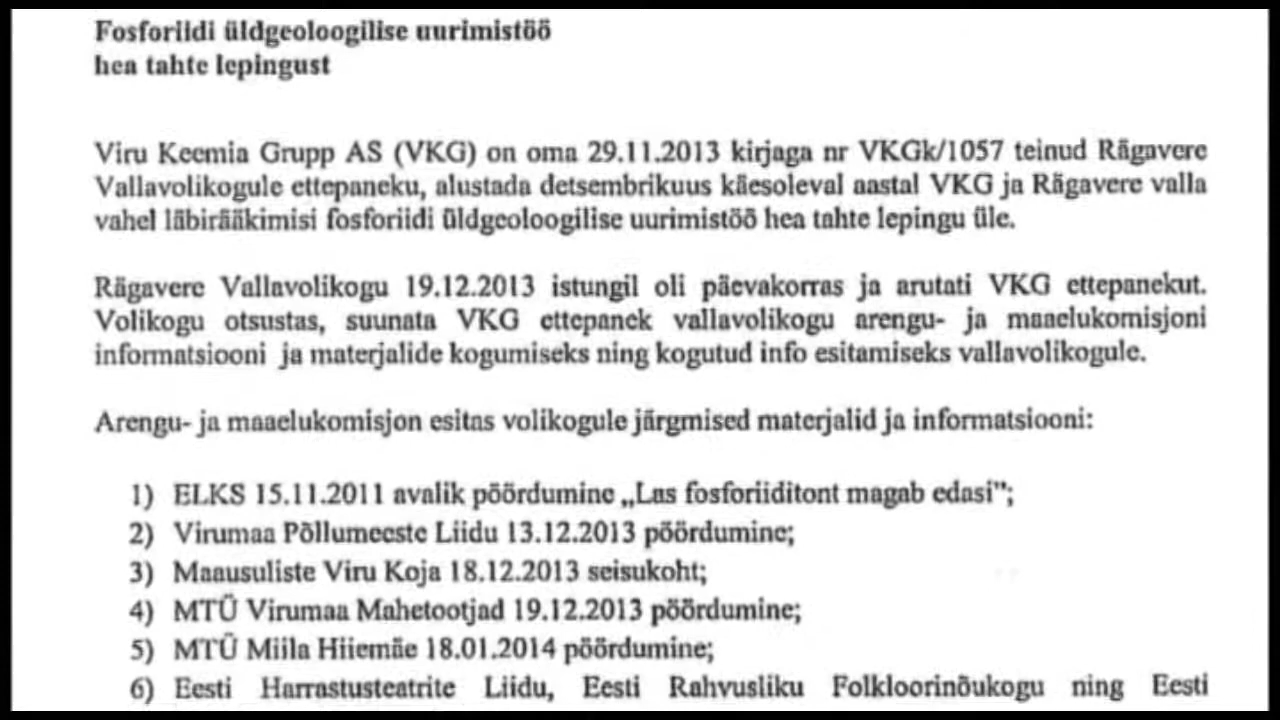 Fosforiidi üldgeoloogilise uurimistöö
hea tahte lepingust
Viru Keemia Grupp AS (VKG) on oma 29.11.2013 kirjaga nr VKGk/1057 teinud Rägavere
Vallavolikogule ettepaneku, alustada detsembrikuus käesoleval aastal VKG ja Rägavere valla
vahel läbirääkimisi fosforiidi üldgeoloogilise uurimistöö hea tahte lepingu üle.
Rägavere Vallavolikogu 19.12.2013 istungil oli päevakorras ja arutati VKG ettepanekut.
Volikogu otsustas, suunata VKG ettepanek vallavolikogu arengu- ja maaelukomisjoni
informatsiooni ja materjalide kogumiseks ning kogutud info esitamiseks vallavolikogule.
Arengu- ja maaelukomisjon esitas volikogule järgmised materjalid ja informatsiooni:
1) ELKS 15.11.2011 avalik pöördumine „Las fosforiiditont magab edasi";
2) Virumaa Põllumeeste Liidu 13.12.2013 pöördumine;
3) Maausuliste Viru Koja 18.12.2013 seisukoht;
4) MTÜ Virumaa Mahetootjad 19.12.2013 pöördumine;
5) MTÜ Miila Hiiemäe 18.01.2014 pöördumine;
6) Eesti Harrastusteatrite Liidu, Eesti Rahvusliku Folkloorinõukogu ning Eesti